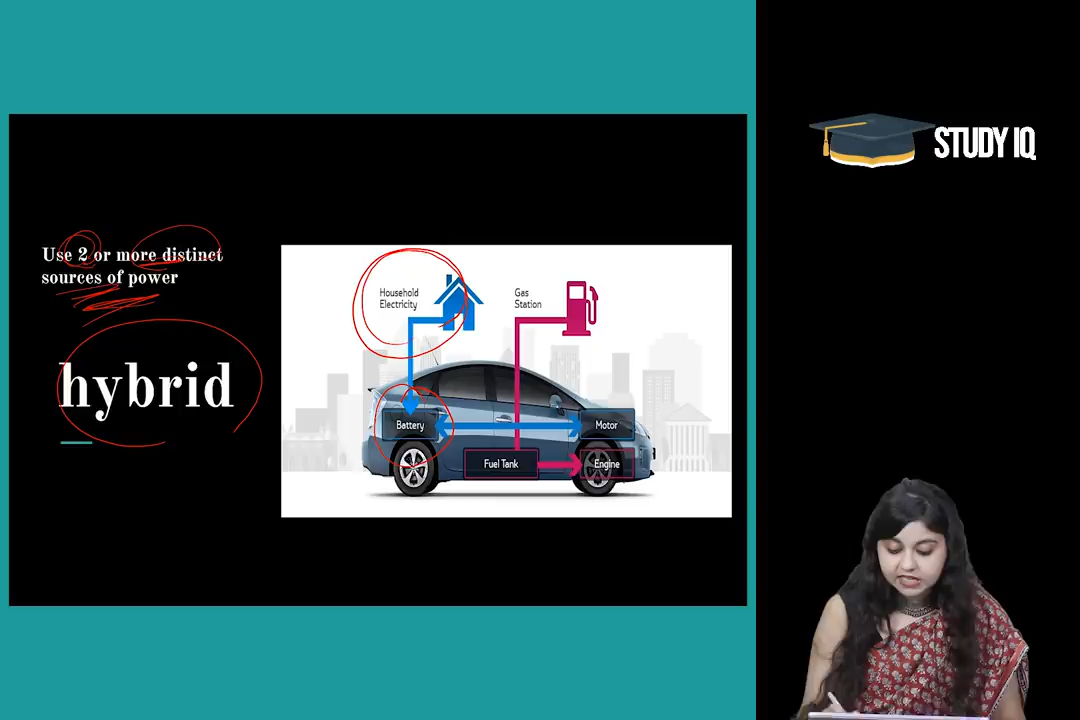 Use 2 or more distinct
sources of power
hybrid
Household
Electricity
Gas
Station
Battery
Motor
Fuel Tank
Engine
STUDY IQ